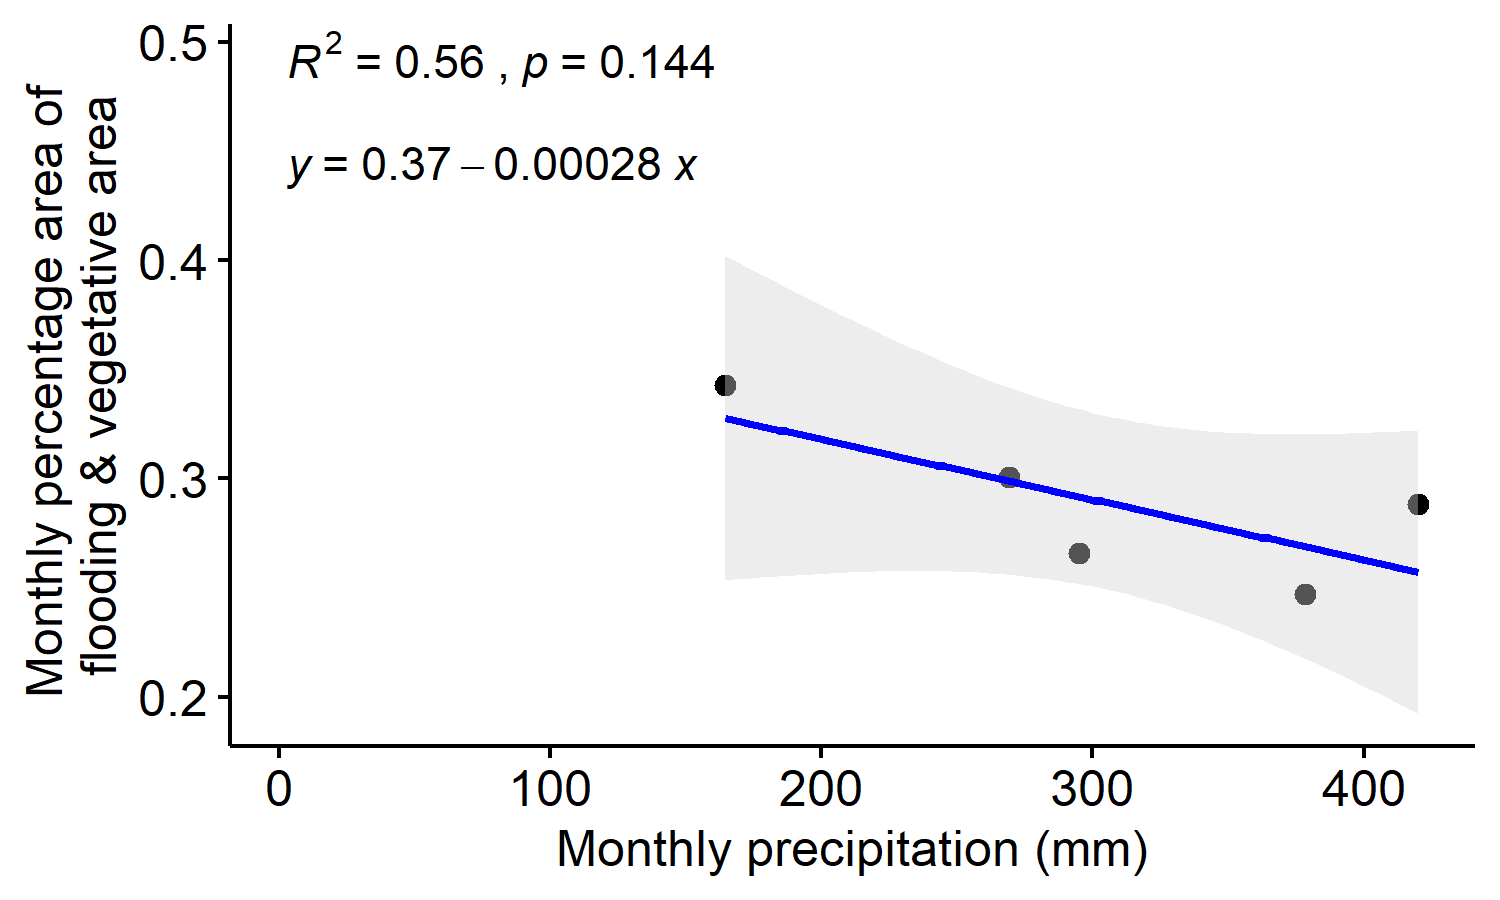 R² = 0.56 , p = 0.144
y = 0.37 – 0.00028 x
Monthly percentage area of
flooding & vegetative area
0.5
0.4
0.3
0.2
0 100 200 300 400
Monthly precipitation (mm)